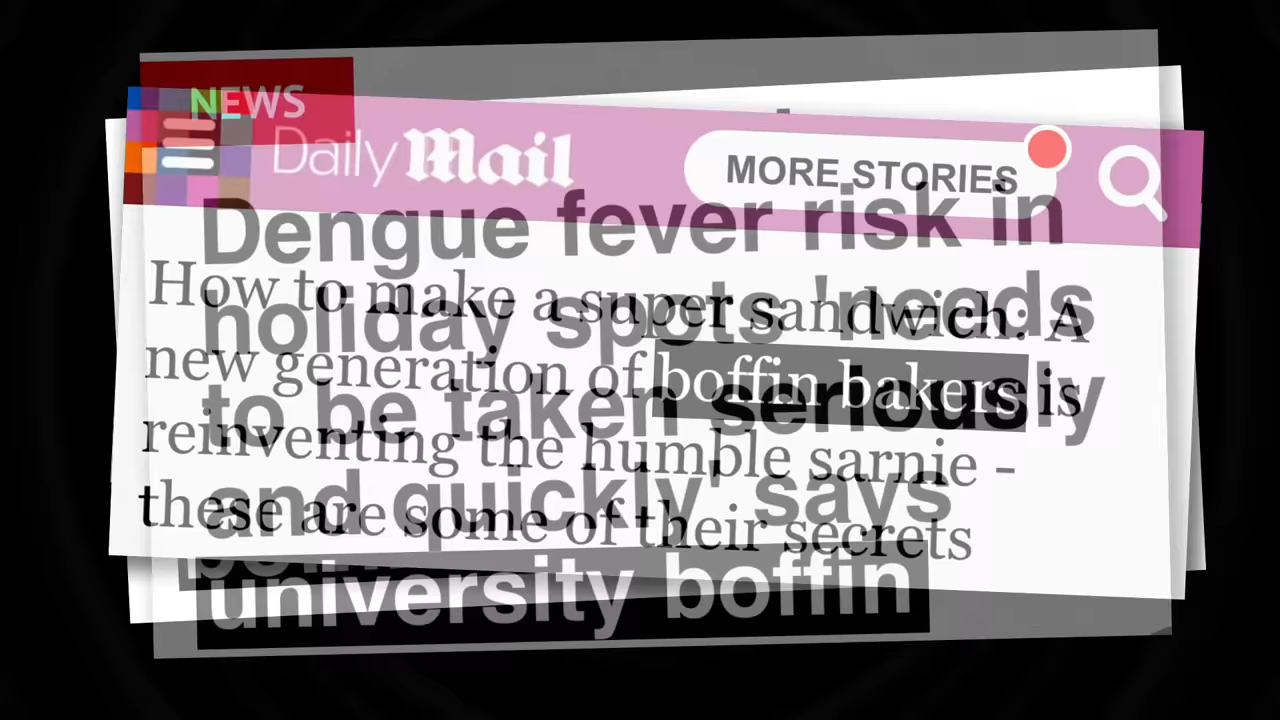 NEWS
Daily Mail
MORE STORIES
Dengue fever risk in
holiday spots 'needs
to be taken seriously
and quickly', says
university boffin
How to make a super sandwich: A
new generation of boffin bakers is
reinventing the humble sarnie -
these are some of their secrets